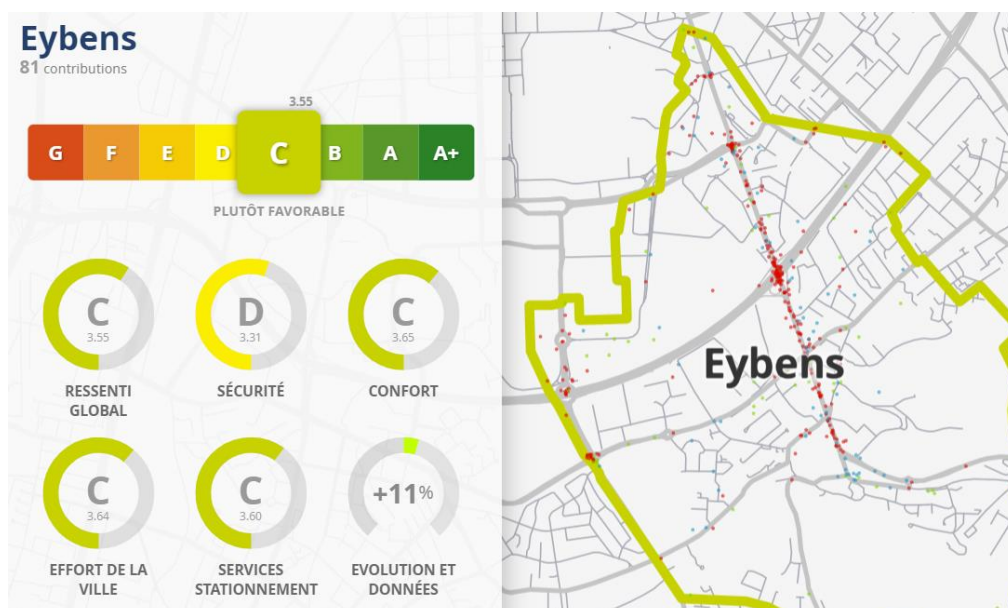 Eybens
81 contributions
3.55
G F E D C B A A+
PLUTÔT FAVORABLE
C
3.55
RESSENTI
GLOBAL
D
3.31
SÉCURITÉ
C
3.65
CONFORT
C
3.64
EFFORT DE LA
VILLE
C
3.60
SERVICES
STATIONNEMENT
+11%
EVOLUTION ET
DONNÉES
Eybens